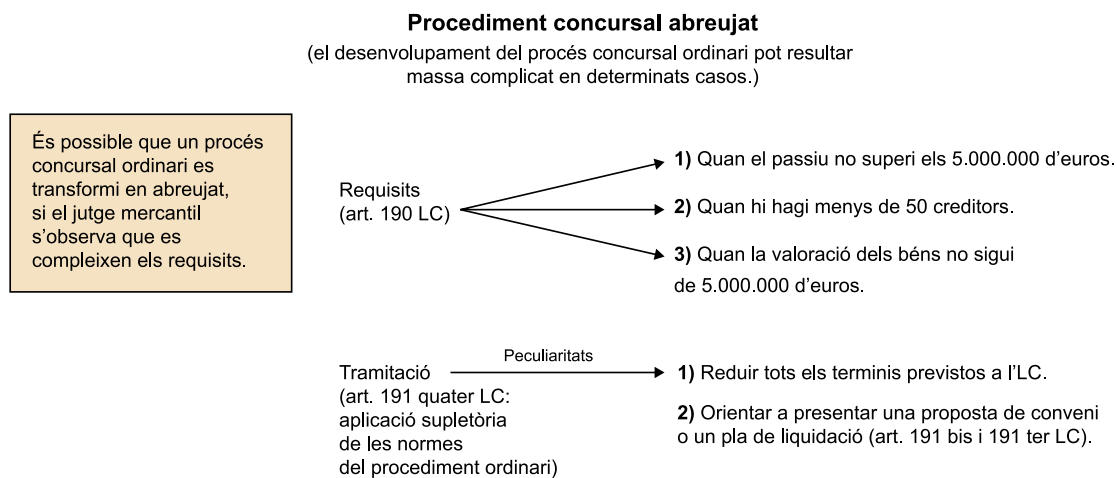 Procediment concursal abreujat
(el desenvolupament del procés concursal ordinari pot resultar
massa complicat en determinats casos.)
És possible que un procés
concursal ordinari es
transformi en abreujat,
si el jutge mercantil
s'observa que es
compleixen els requisits.
Requisits
(art. 190 LC)
1) Quan el passiu no superi els 5.000.000 d'euros.
2) Quan hi hagi menys de 50 creditors.
3) Quan la valoració dels béns no sigui
de 5.000.000 d'euros.
Tramitació
(art. 191 quater LC:
aplicació supletòria
de les normes
del procediment ordinari)
Peculiaritats
1) Reduir tots els terminis previstos a l'LC.
2) Orientar a presentar una proposta de conveni
o un pla de liquidació (art. 191 bis i 191 ter LC).